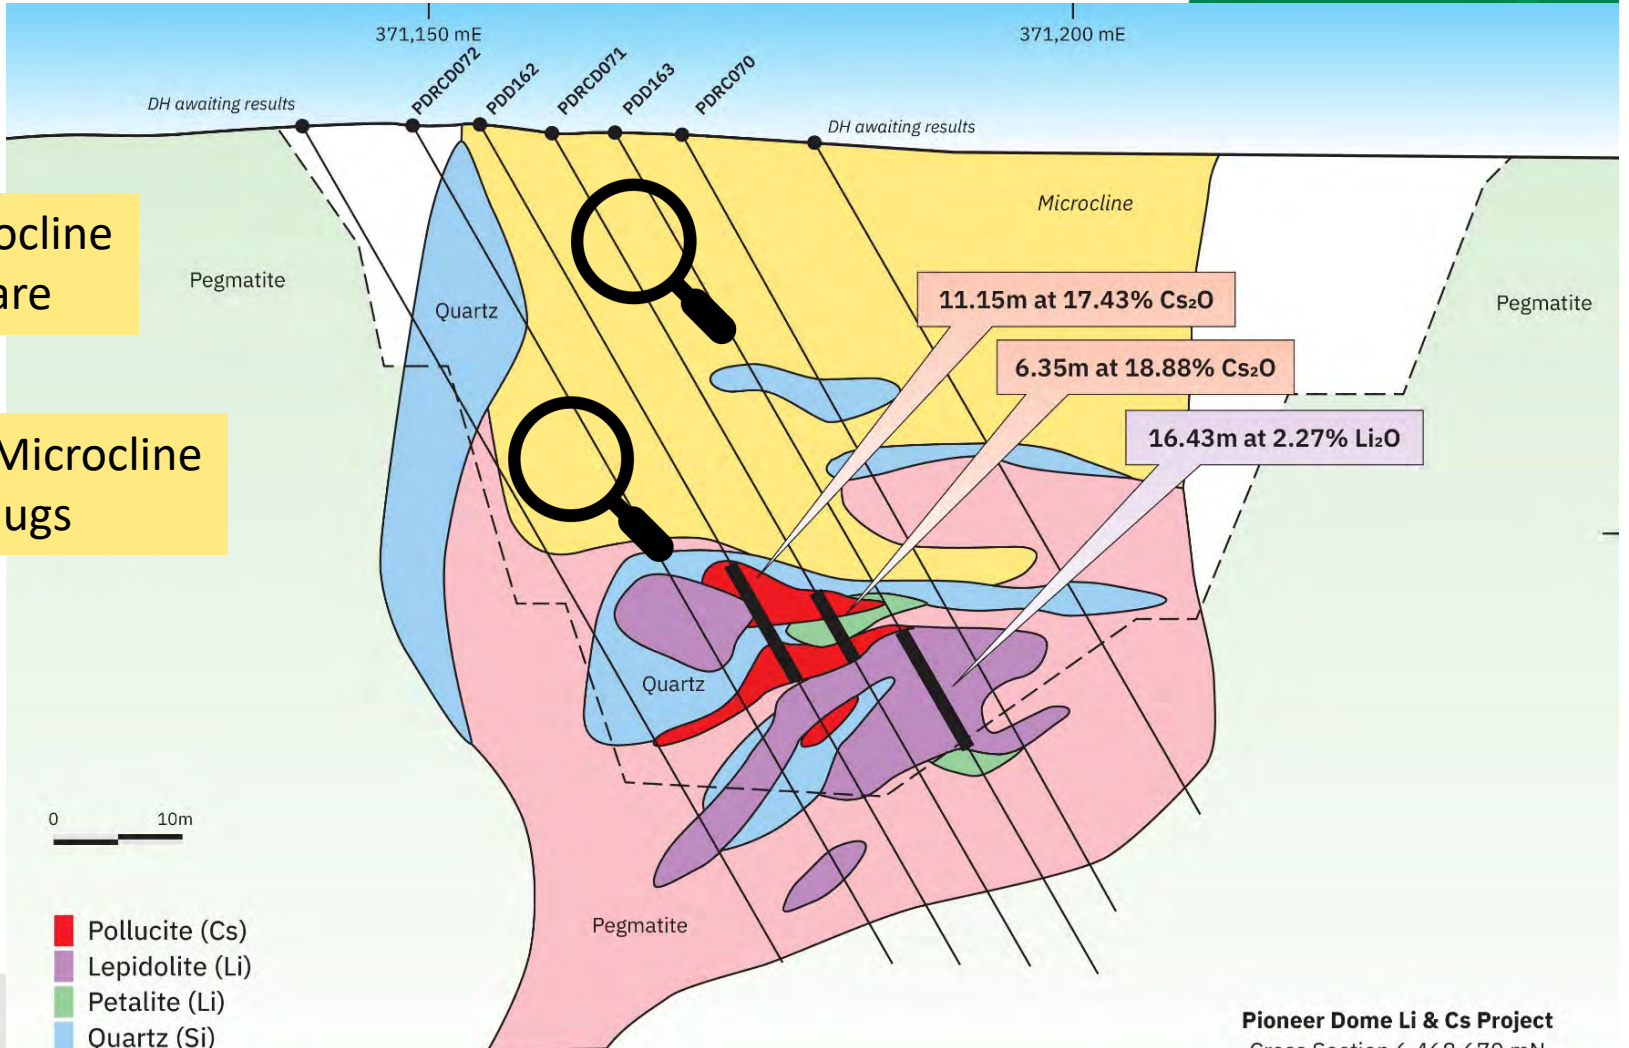 371,150 mE
371,200 mE
DH awaiting results
PDRCD072
PDD162
PDRCD071
PDD163
PDRC070
DH awaiting results
Microcline
Pegmatite
Quartz
11.15m at 17.43% Cs₂O
Pegmatite
6.35m at 18.88% Cs₂O
16.43m at 2.27% Li₂O
Microcline
Quartz
0 10m
Pegmatite
Pollucite (Cs)
Lepidolite (Li)
Petalite (Li)
Quartz (Si)
Pioneer Dome Li & Cs Project